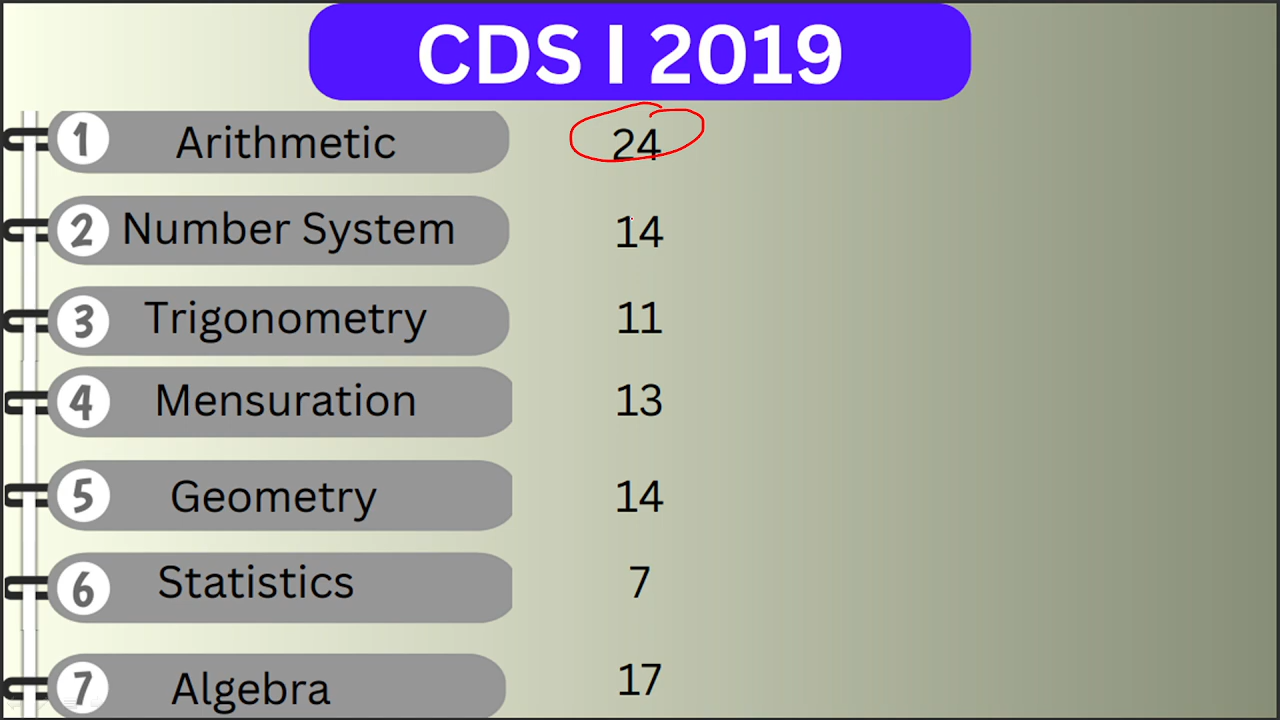 CDS I 2019
1 Arithmetic 24
2 Number System 14
3 Trigonometry 11
4 Mensuration 13
5 Geometry 14
6 Statistics 7
7 Algebra 17